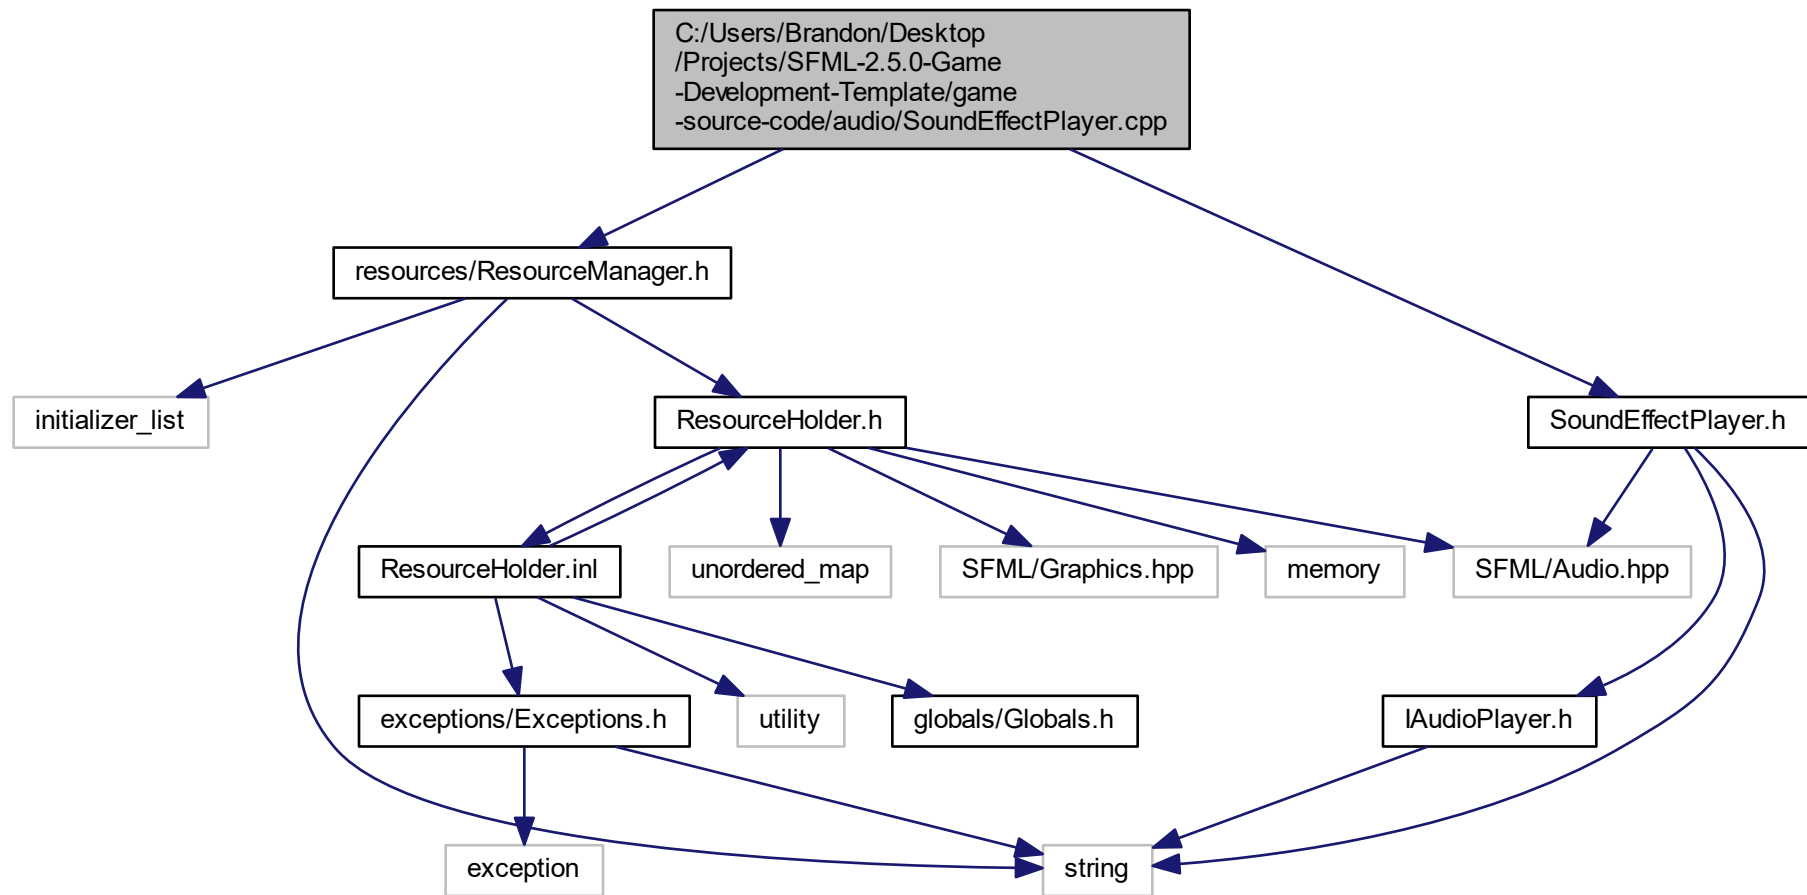 C:/Users/Brandon/Desktop
/Projects/SFML-2.5.0-Game
-Development-Template/game
-source-code/audio/SoundEffectPlayer.cpp
resources/ResourceManager.h
initializer_list
ResourceHolder.h
SoundEffectPlayer.h
ResourceHolder.inl
unordered_map
SFML/Graphics.hpp
memory
SFML/Audio.hpp
exceptions/Exceptions.h
utility
globals/Globals.h
IAudioPlayer.h
exception
string